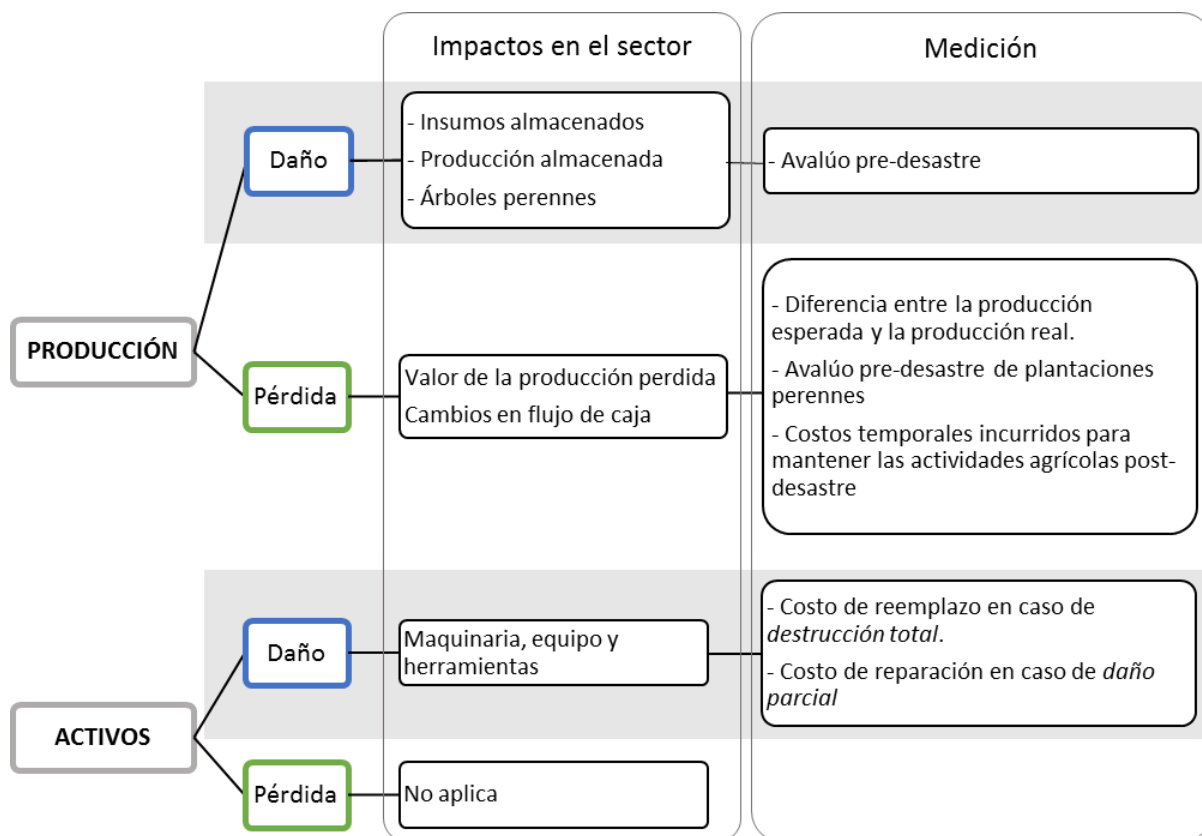 Impactos en el sector
Medición
Daño
- Insumos almacenados
- Producción almacenada
- Árboles perennes
- Avalúo pre-desastre
PRODUCCIÓN
Pérdida
Valor de la producción perdida
Cambios en flujo de caja
- Diferencia entre la producción
esperada y la producción real.
- Avalúo pre-desastre de plantaciones
perennes
- Costos temporales incurridos para
mantener las actividades agrícolas post-
desastre
Daño
Maquinaria, equipo y
herramientas
- Costo de reemplazo en caso de
destrucción total.
- Costo de reparación en caso de daño
parcial
ACTIVOS
Pérdida
No aplica